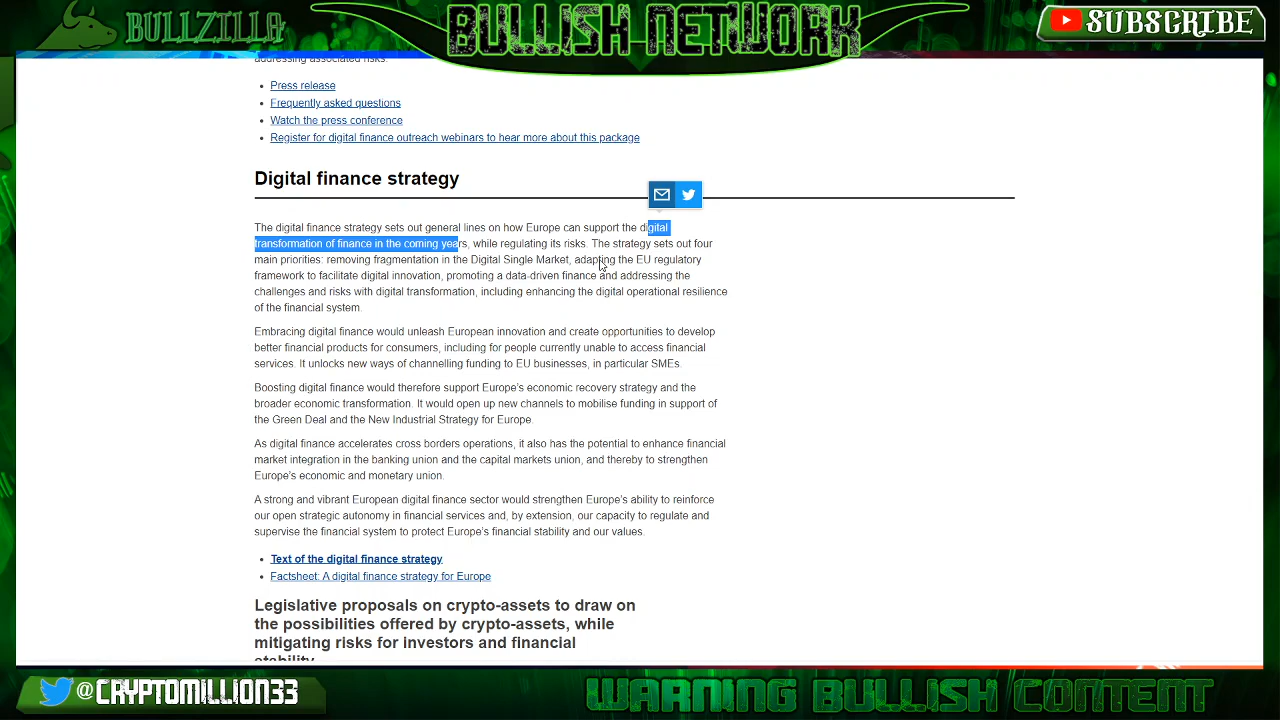 BULLZILLA
BULLISH NETWORK
SUBSCRIBE
addressing associated risks.
Press release
Frequently asked questions
Watch the press conference
Register for digital finance outreach webinars to hear more about this package
Digital finance strategy
The digital finance strategy sets out general lines on how Europe can support the digital
transformation of finance in the coming years, while regulating its risks. The strategy sets out four
main priorities: removing fragmentation in the Digital Single Market, adapting the EU regulatory
framework to facilitate digital innovation, promoting a data-driven finance and addressing the
challenges and risks with digital transformation, including enhancing the digital operational resilience
of the financial system.
Embracing digital finance would unleash European innovation and create opportunities to develop
better financial products for consumers, including for people currently unable to access financial
services. It unlocks new ways of channelling funding to EU businesses, in particular SMEs.
Boosting digital finance would therefore support Europe's economic recovery strategy and the
broader economic transformation. It would open up new channels to mobilise funding in support of
the Green Deal and the New Industrial Strategy for Europe.
As digital finance accelerates cross borders operations, it also has the potential to enhance financial
market integration in the banking union and the capital markets union, and thereby to strengthen
Europe's economic and monetary union.
A strong and vibrant European digital finance sector would strengthen Europe's ability to reinforce
our open strategic autonomy in financial services and, by extension, our capacity to regulate and
supervise the financial system to protect Europe's financial stability and our values.
Text of the digital finance strategy
Factsheet: A digital finance strategy for Europe
Legislative proposals on crypto-assets to draw on
the possibilities offered by crypto-assets, while
mitigating risks for investors and financial
stability
@CRYPTOMILLION33
WARNING BULLISH CONTENT